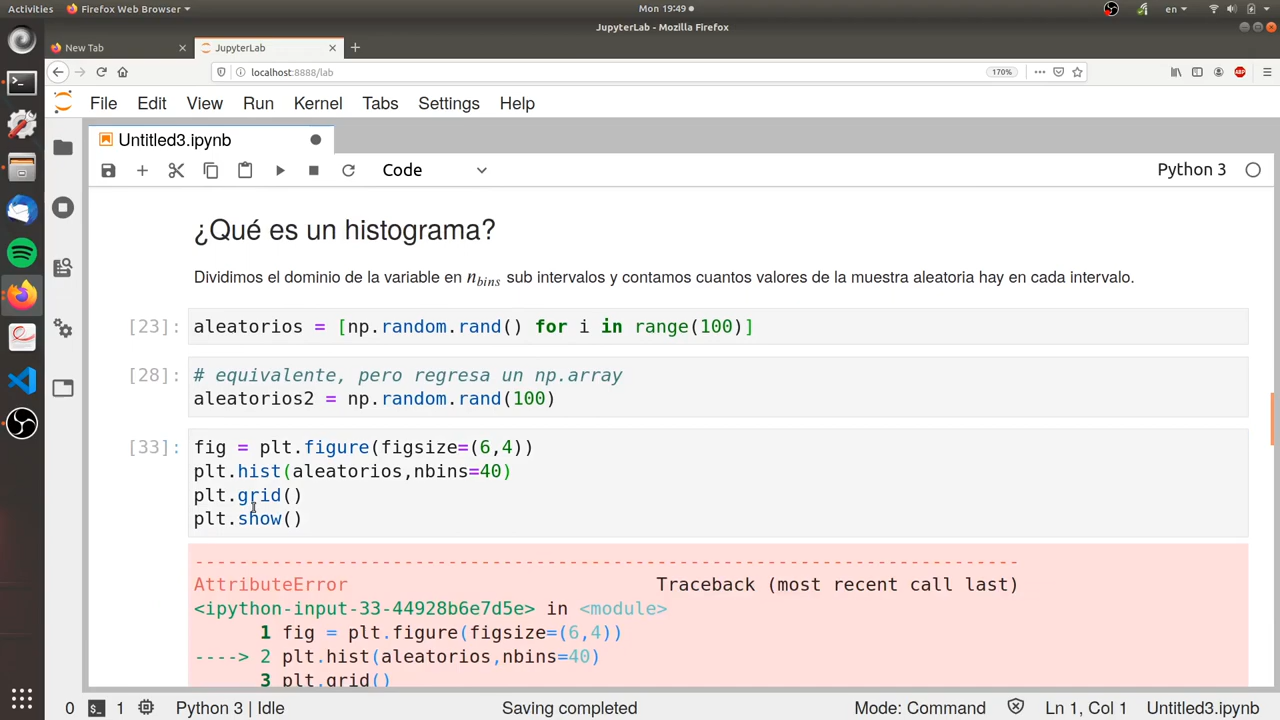 Activities Firefox Web Browser Mon 19:49 en
JupyterLab - Mozilla Firefox
New Tab JupyterLab
localhost:8888/lab 170% ABP
File Edit View Run Kernel Tabs Settings Help
Untitled3.ipynb
Code Python 3
¿Qué es un histograma?
Dividimos el dominio de la variable en nbins sub intervalos y contamos cuantos valores de la muestra aleatoria hay en cada intervalo.
[23]: aleatorios = [np.random.rand() for i in range(100)]
[28]: # equivalente, pero regresa un np.array
aleatorios2 = np.random.rand(100)
[33]: fig = plt.figure(figsize=(6,4))
plt.hist(aleatorios,nbins=40)
plt.grid()
plt.show()
---------------------------------------------------------------------------
AttributeError Traceback (most recent call last)
<ipython-input-33-44928b6e7d5e> in <module>
1 fig = plt.figure(figsize=(6,4))
----> 2 plt.hist(aleatorios,nbins=40)
3 plt.grid()
0 1 Python 3 | Idle Saving completed Mode: Command Ln 1, Col 1 Untitled3.ipynb